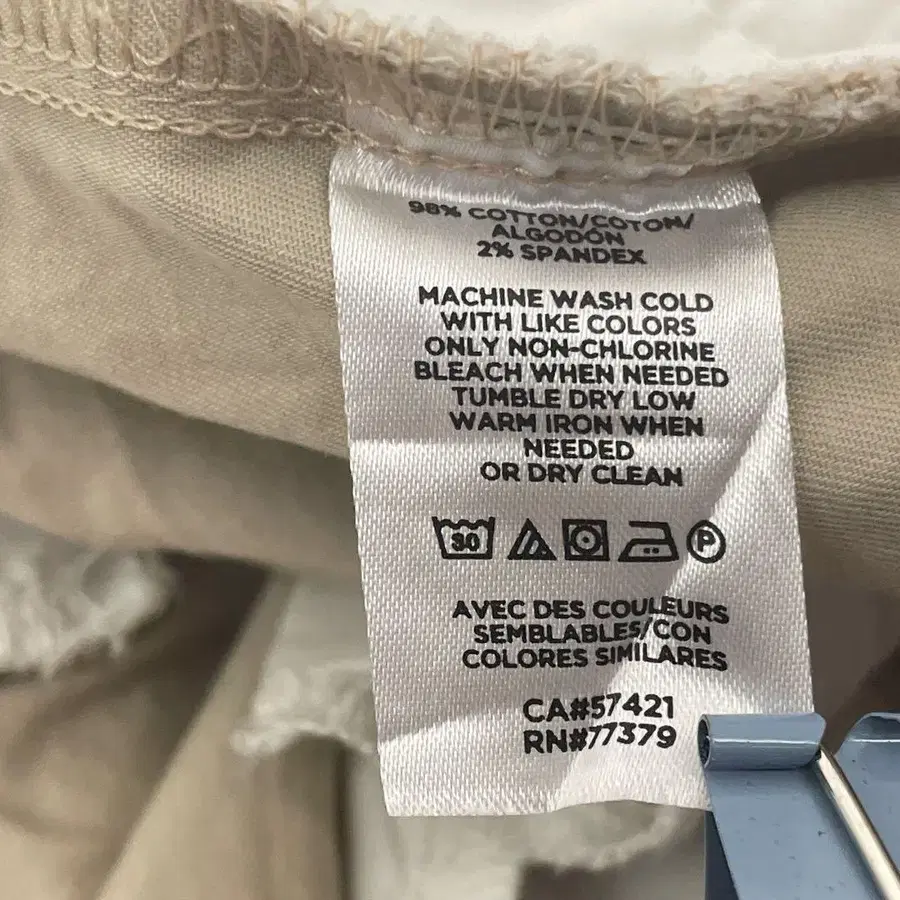 98% COTTON/COTON/
ALGODÓN
2% SPANDEX
MACHINE WASH COLD
WITH LIKE COLORS
ONLY NON-CHLORINE
BLEACH WHEN NEEDED
TUMBLE DRY LOW
WARM IRON WHEN
NEEDED
OR DRY CLEAN
30 P
AVEC DES COULEURS
SEMBLABLES/CON
COLORES SIMILARES
CA#57421
RN#77379